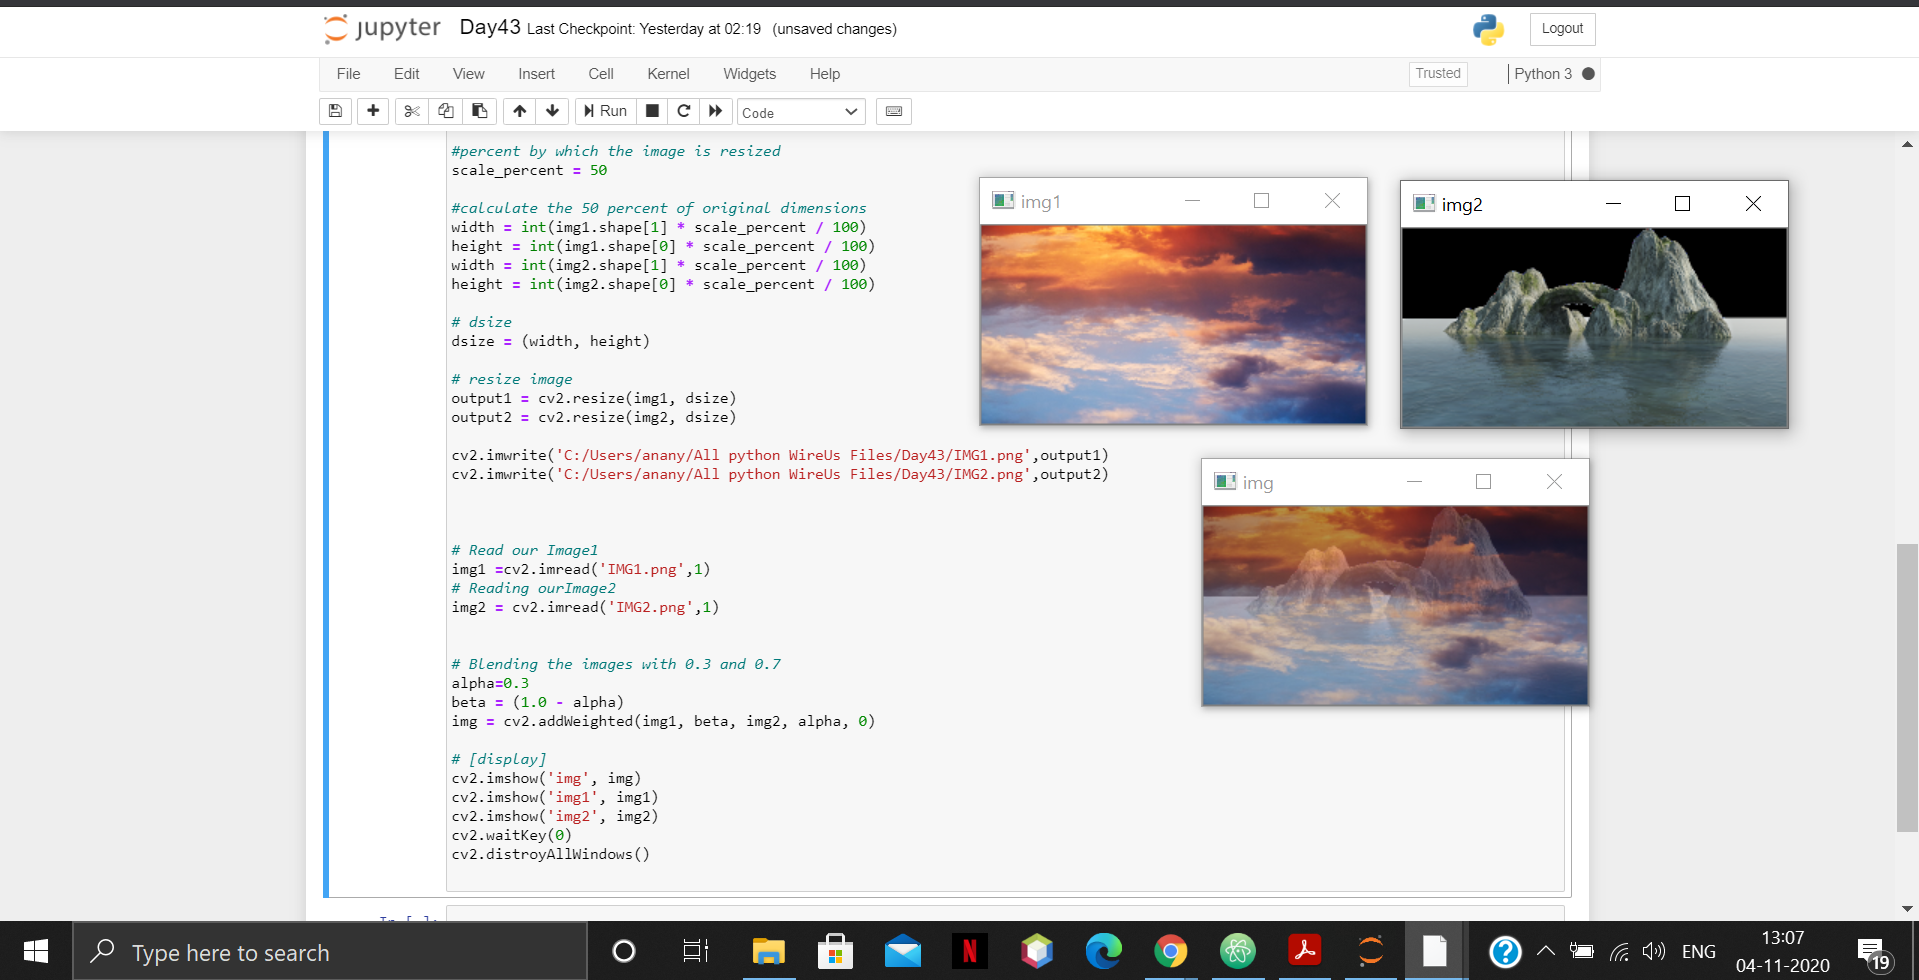 jupyter Day43 Last Checkpoint: Yesterday at 02:19 (unsaved changes)
Logout
File Edit View Insert Cell Kernel Widgets Help
Trusted
Python 3
Run
Code
#percent by which the image is resized
scale_percent = 50
#calculate the 50 percent of original dimensions
width = int(img1.shape[1] * scale_percent / 100)
height = int(img1.shape[0] * scale_percent / 100)
width = int(img2.shape[1] * scale_percent / 100)
height = int(img2.shape[0] * scale_percent / 100)
# dsize
dsize = (width, height)
# resize image
output1 = cv2.resize(img1, dsize)
output2 = cv2.resize(img2, dsize)
cv2.imwrite('C:/Users/anany/All python WireUs Files/Day43/IMG1.png',output1)
cv2.imwrite('C:/Users/anany/All python WireUs Files/Day43/IMG2.png',output2)
# Read our Image1
img1 =cv2.imread('IMG1.png',1)
# Reading ourImage2
img2 = cv2.imread('IMG2.png',1)
# Blending the images with 0.3 and 0.7
alpha=0.3
beta = (1.0 - alpha)
img = cv2.addWeighted(img1, beta, img2, alpha, 0)
# [display]
cv2.imshow('img', img)
cv2.imshow('img1', img1)
cv2.imshow('img2', img2)
cv2.waitKey(0)
cv2.distroyAllWindows()
img1
img2
img
In [ ]:
Type here to search
N
ENG
13:07
04-11-2020
19